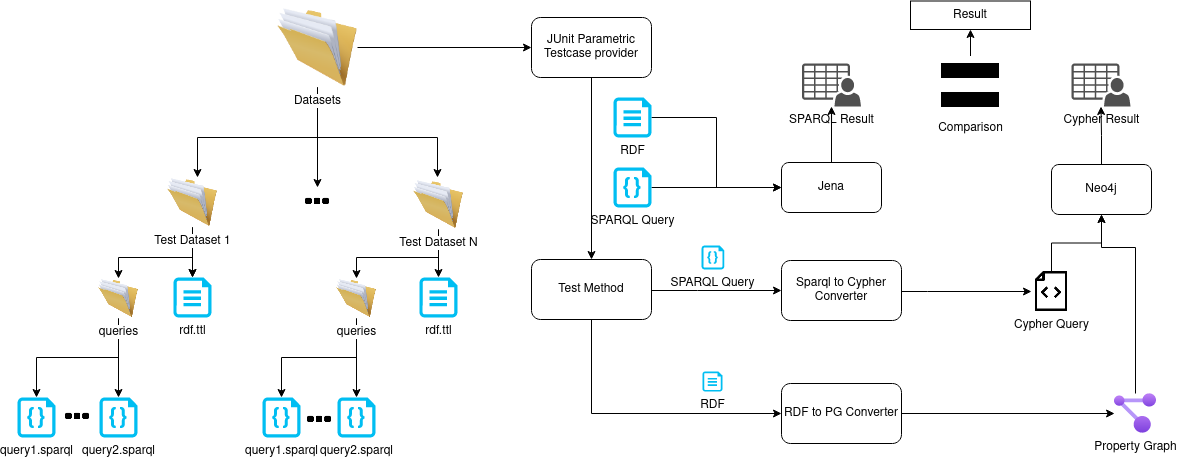 Result
JUnit Parametric
Testcase provider
Datasets
SPARQL Result
Comparison
Cypher Result
RDF
Jena
Neo4j
SPARQL Query
Test Dataset 1
Test Dataset N
Test Method
SPARQL Query
Sparql to Cypher
Converter
Cypher Query
queries
rdf.ttl
queries
rdf.ttl
RDF
RDF to PG Converter
Property Graph
query1.sparql
query2.sparql
query1.sparql
query2.sparql